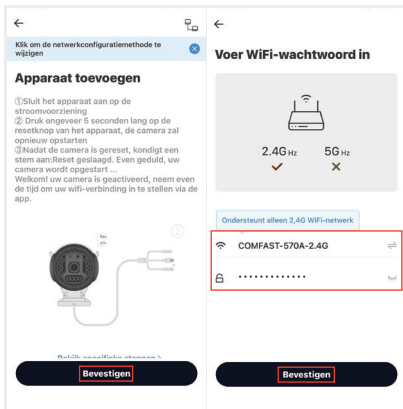 Klik om de netwerkconfiguratiemethode te
wijzigen
Apparaat toevoegen
①Sluit het apparaat aan op de
stroomvoorziening
② Druk ongeveer 5 seconden lang op de
resetknop van het apparaat, de camera zal
opnieuw opstarten
③Nadat de camera is gereset, kondigt een
stem aan:Reset geslaagd. Even geduld, uw
camera wordt opgestart ...
Welkom! uw camera is geactiveerd, neem even
de tijd om uw wifi-verbinding in te stellen via de
app.
②
Bekijk specifieke stappen >
Bevestigen
Voer WiFi-wachtwoord in
2.4G Hz
5G Hz
Ondersteunt alleen 2,4G WiFi-netwerk
COMFAST-570A-2.4G
Bevestigen